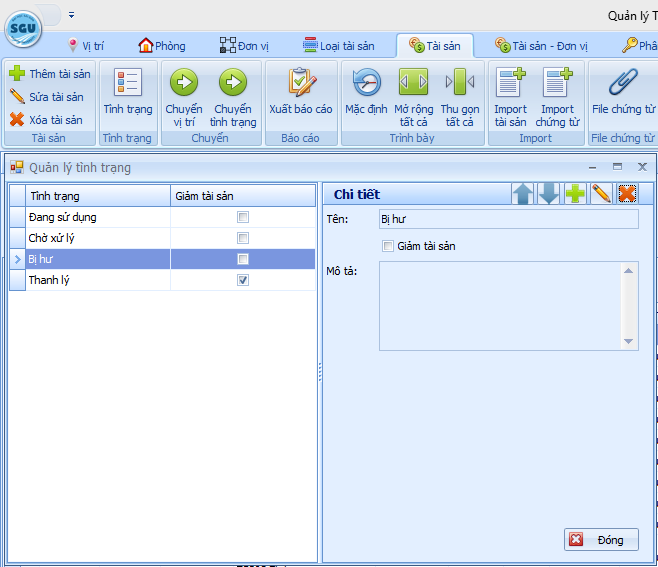 SGU
Quản lý T
Vị trí Phòng Đơn vị Loại tài sản Tài sản Tài sản - Đơn vị Phâ
Thêm tài sản
Sửa tài sản
Xóa tài sản
Tài sản
Tình trạng
Tình trạng
Chuyển
vị trí
Chuyển
tình trạng
Chuyển
Xuất báo cáo
Báo cáo
Mặc định
Mở rộng
tất cả
Thu gọn
tất cả
Trình bày
Import
tài sản
Import
chứng từ
Import
File chứng từ
File chứng từ
Quản lý tình trạng
Tình trạng Giảm tài sản
Đang sử dụng
Chờ xử lý
Bị hư
Thanh lý
Chi tiết
Tên: Bị hư
Giảm tài sản
Mô tả:
Đóng